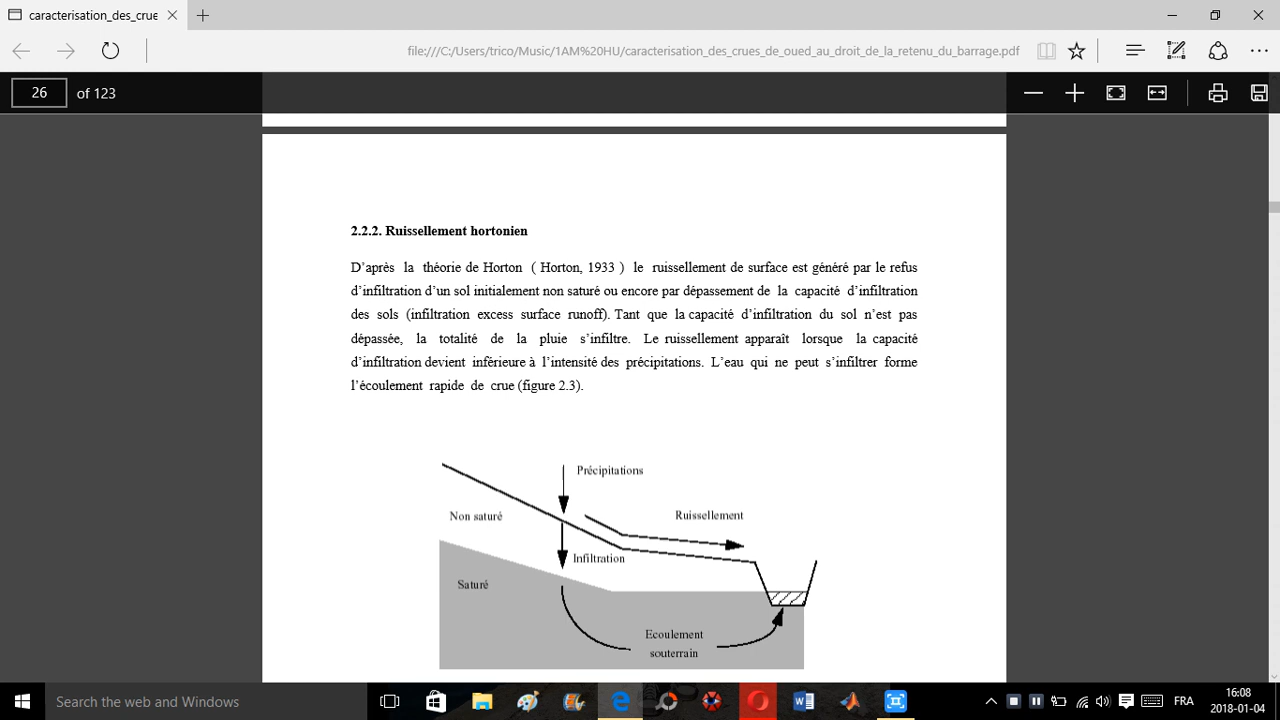 caracterisation_des_crue
file:///C:/Users/trico/Music/1AM%20HU/caracterisation_des_crues_de_oued_au_droit_de_la_retenu_du_barrage.pdf
26 of 123
2.2.2. Ruissellement hortonien
D’après la théorie de Horton ( Horton, 1933 ) le ruissellement de surface est généré par le refus
d’infiltration d’un sol initialement non saturé ou encore par dépassement de la capacité d’infiltration
des sols (infiltration excess surface runoff). Tant que la capacité d’infiltration du sol n’est pas
dépassée, la totalité de la pluie s’infiltre. Le ruissellement apparaît lorsque la capacité
d’infiltration devient inférieure à l’intensité des précipitations. L’eau qui ne peut s’infiltrer forme
l’écoulement rapide de crue (figure 2.3).
Précipitations
Non saturé
Ruissellement
Infiltration
Saturé
Ecoulement
souterrain
Search the web and Windows
FRA
16:08
2018-01-04